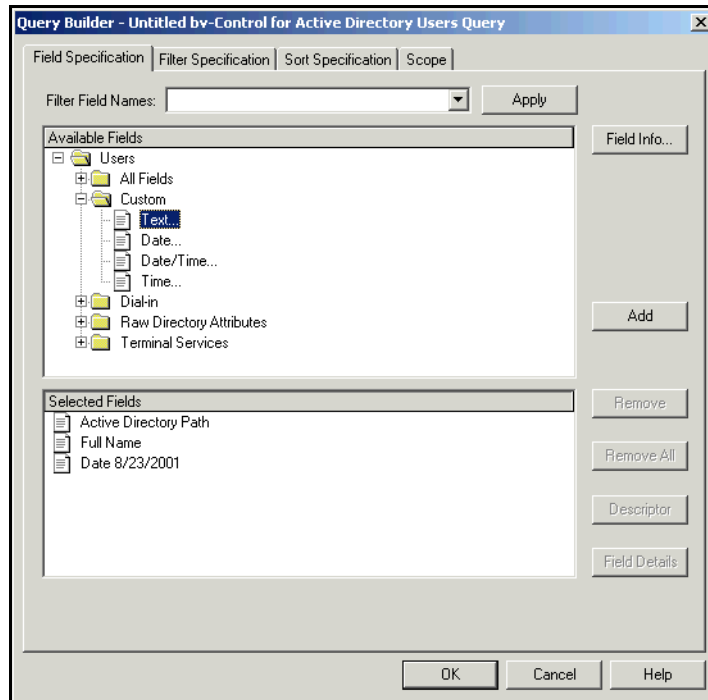 Query Builder - Untitled bv-Control for Active Directory Users Query
Field Specification Filter Specification Sort Specification Scope
Filter Field Names: Apply
Available Fields Field Info...
Users
All Fields
Custom
Text...
Date...
Date/Time...
Time...
Dial-in
Raw Directory Attributes
Terminal Services
Add
Selected Fields
Active Directory Path
Full Name
Date 8/23/2001
Remove
Remove All
Descriptor
Field Details
OK Cancel Help